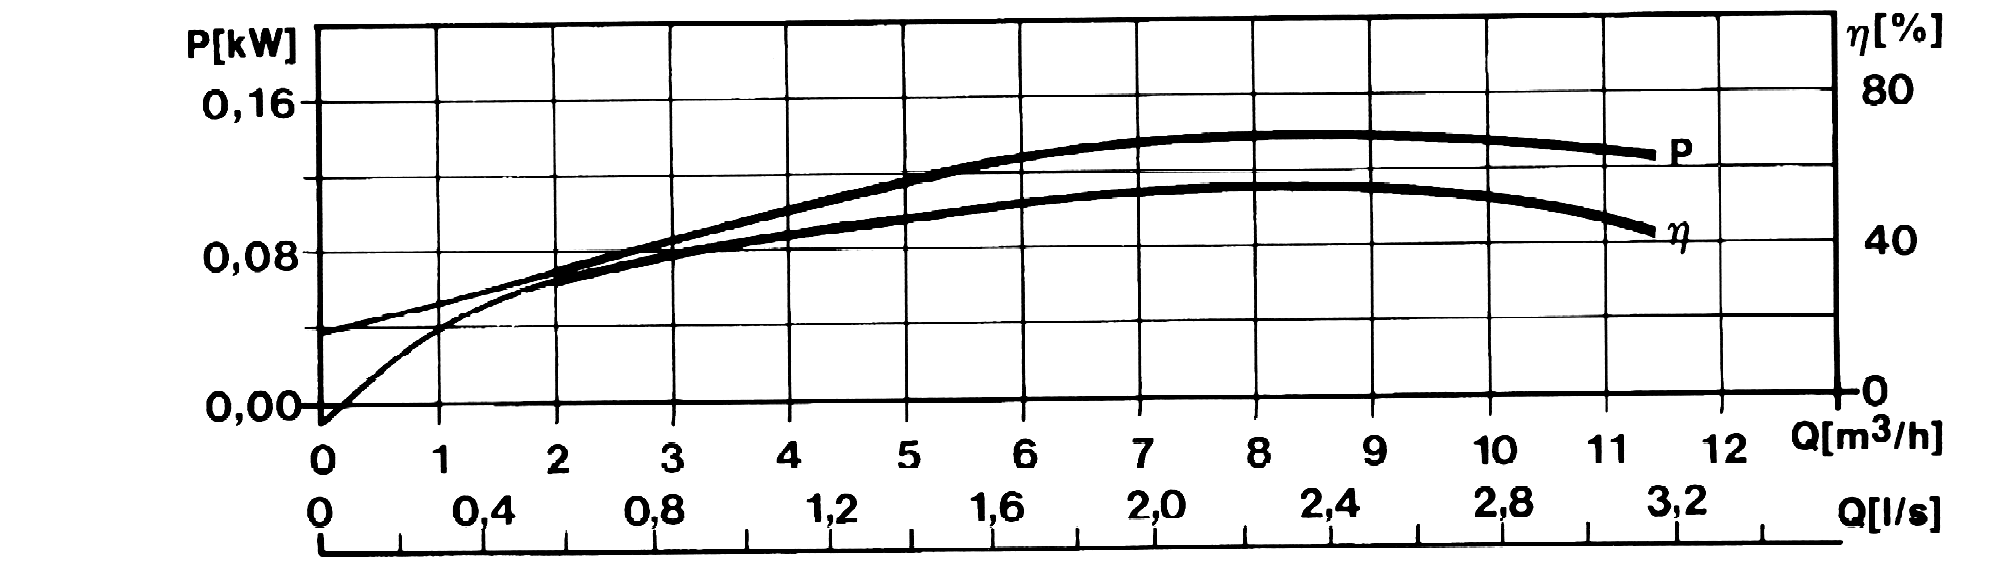 P[kW]
η[%]
0,16
80
P
η
0,08
40
0,00
0
0 1 2 3 4 5 6 7 8 9 10 11 12 Q[m³/h]
0 0,4 0,8 1,2 1,6 2,0 2,4 2,8 3,2 Q[l/s]